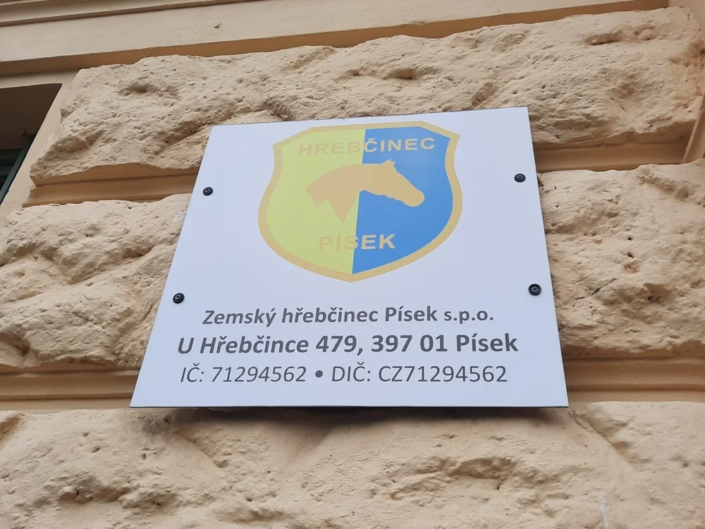 HŘEBČINEC
PÍSEK
Zemský hřebčinec Písek s.p.o.
U Hřebčince 479, 397 01 Písek
IČ: 71294562 • DIČ: CZ71294562